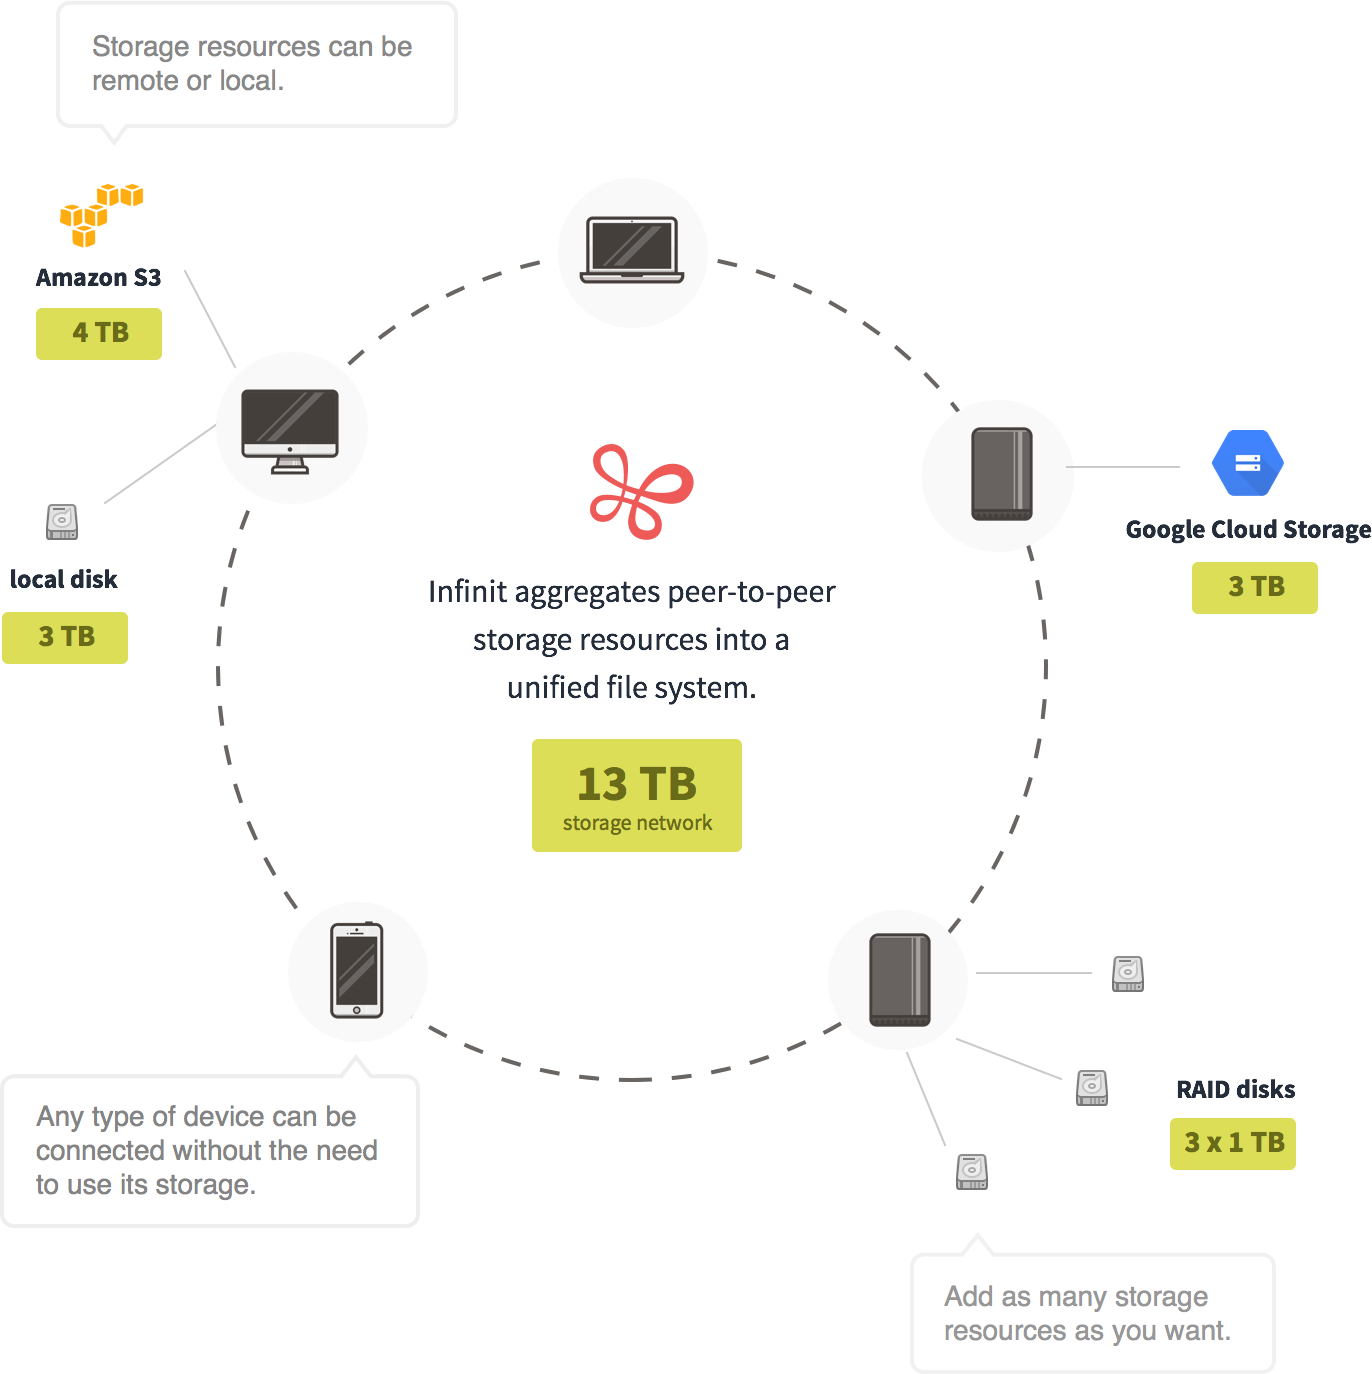 Storage resources can be
remote or local.
Amazon S3
4 TB
local disk
3 TB
Google Cloud Storage
3 TB
Infinit aggregates peer-to-peer
storage resources into a
unified file system.
13 TB
storage network
RAID disks
3 x 1 TB
Any type of device can be
connected without the need
to use its storage.
Add as many storage
resources as you want.